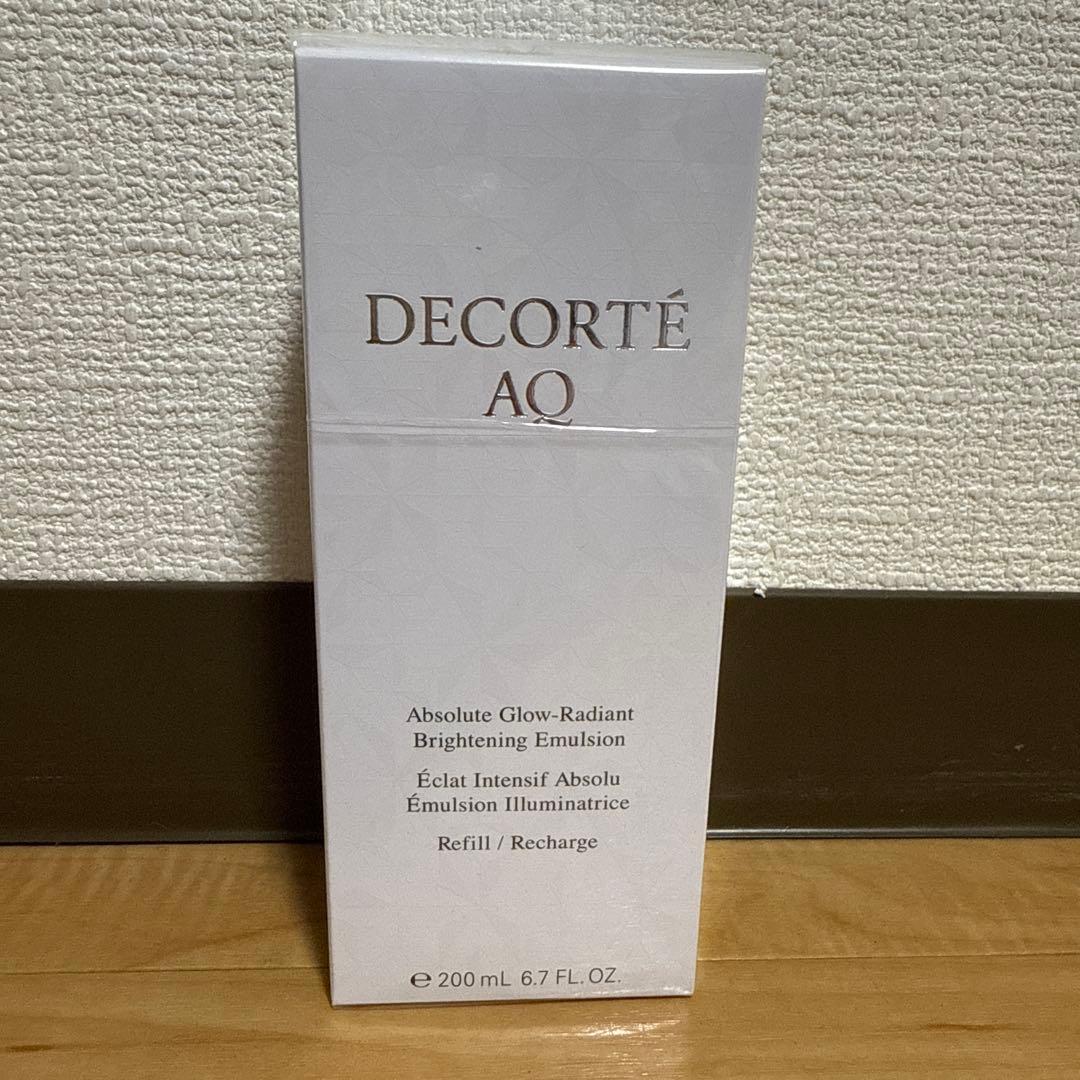 DECORTÉ
AQ
Absolute Glow-Radiant
Brightening Emulsion
Éclat Intensif Absolu
Émulsion Illuminatrice
Refill / Recharge
℮ 200 mL 6.7 FL. OZ.